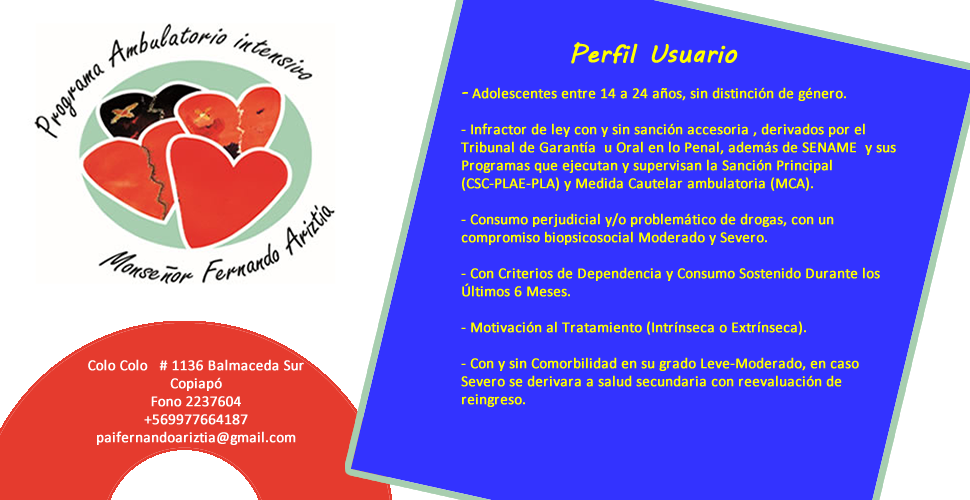 Programa Ambulatorio intensivo
Monseñor Fernando Ariztía
Colo Colo # 1136 Balmaceda Sur
Copiapó
Fono 2237604
+569977664187
paifernandoariztia@gmail.com
Perfil Usuario
- Adolescentes entre 14 a 24 años, sin distinción de género.
- Infractor de ley con y sin sanción accesoria , derivados por el
Tribunal de Garantía u Oral en lo Penal, además de SENAME y sus
Programas que ejecutan y supervisan la Sanción Principal
(CSC-PLAE-PLA) y Medida Cautelar ambulatoria (MCA).
- Consumo perjudicial y/o problemático de drogas, con un
compromiso biopsicosocial Moderado y Severo.
- Con Criterios de Dependencia y Consumo Sostenido Durante los
Últimos 6 Meses.
- Motivación al Tratamiento (Intrínseca o Extrínseca).
- Con y sin Comorbilidad en su grado Leve-Moderado, en caso
Severo se derivara a salud secundaria con reevaluación de
reingreso.